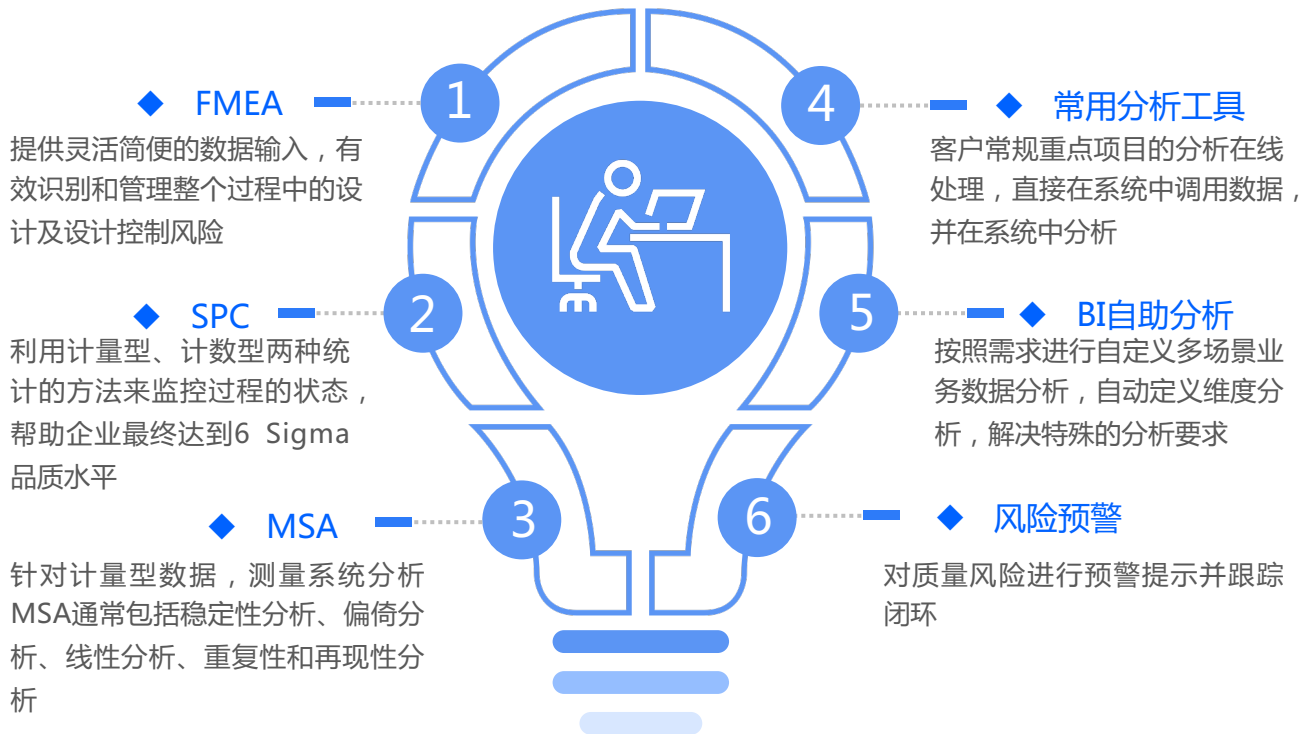 1
FMEA
提供灵活简便的数据输入，有
效识别和管理整个过程中的设
计及设计控制风险
2
SPC
利用计量型、计数型两种统
计的方法来监控过程的状态，
帮助企业最终达到6 Sigma
品质水平
3
MSA
针对计量型数据，测量系统分析
MSA通常包括稳定性分析、偏倚分
析、线性分析、重复性和再现性分
析
4
常用分析工具
客户常规重点项目的分析在线
处理，直接在系统中调用数据，
并在系统中分析
5
BI自助分析
按照需求进行自定义多场景业
务数据分析，自动定义维度分
析，解决特殊的分析要求
6
风险预警
对质量风险进行预警提示并跟踪
闭环